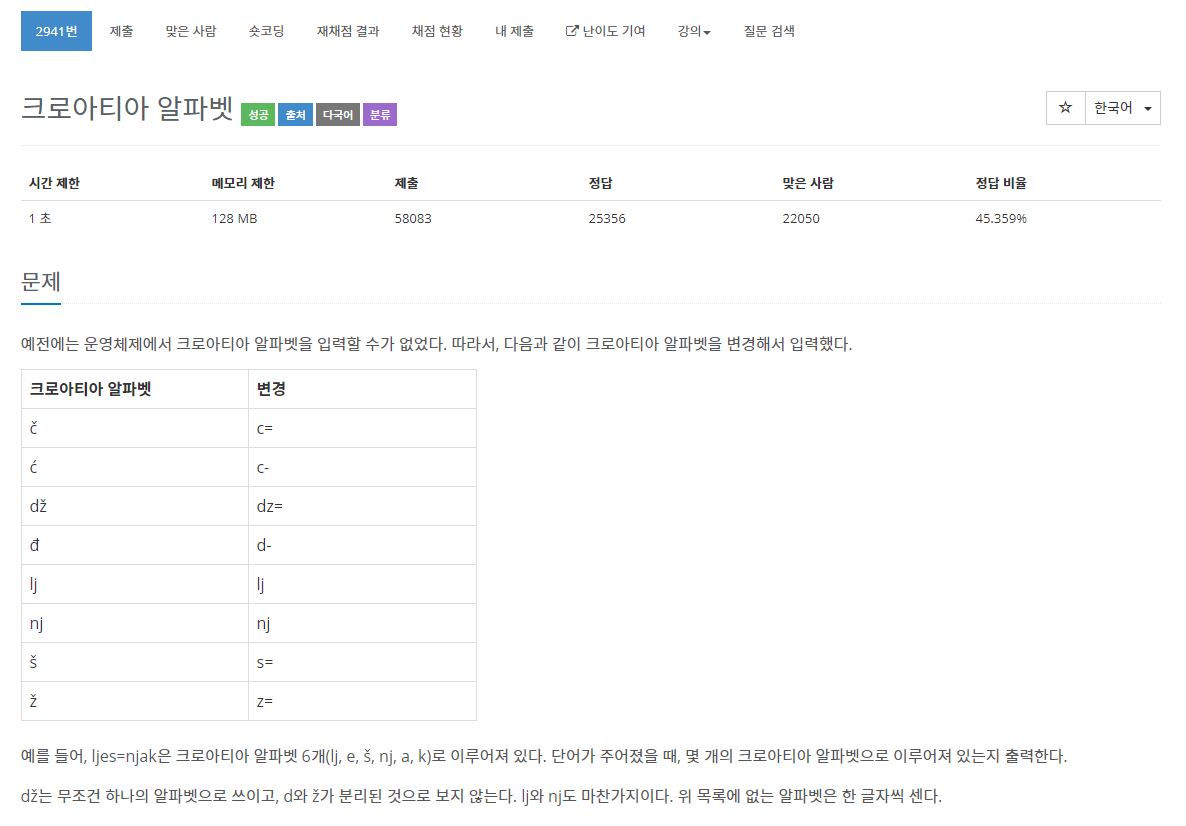 2941번 제출 맞은 사람 숏코딩 재채점 결과 채점 현황 내 제출 난이도 기여 강의 질문 검색
크로아티아 알파벳 성공 출처 다국어 분류 한국어
시간 제한 메모리 제한 제출 정답 맞은 사람 정답 비율
1 초 128 MB 58083 25356 22050 45.359%
문제
예전에는 운영체제에서 크로아티아 알파벳을 입력할 수가 없었다. 따라서, 다음과 같이 크로아티아 알파벳을 변경해서 입력했다.
크로아티아 알파벳 변경
č c=
ć c-
dž dz=
đ d-
lj lj
nj nj
š s=
ž z=
예를 들어, ljes=njak은 크로아티아 알파벳 6개(lj, e, š, nj, a, k)로 이루어져 있다. 단어가 주어졌을 때, 몇 개의 크로아티아 알파벳으로 이루어져 있는지 출력한다.
dž는 무조건 하나의 알파벳으로 쓰이고, d와 ž가 분리된 것으로 보지 않는다. lj와 nj도 마찬가지이다. 위 목록에 없는 알파벳은 한 글자씩 센다.